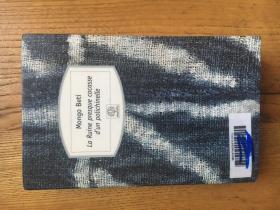 Mongo Beti
La Ruine presque cocasse
d'un polichinelle